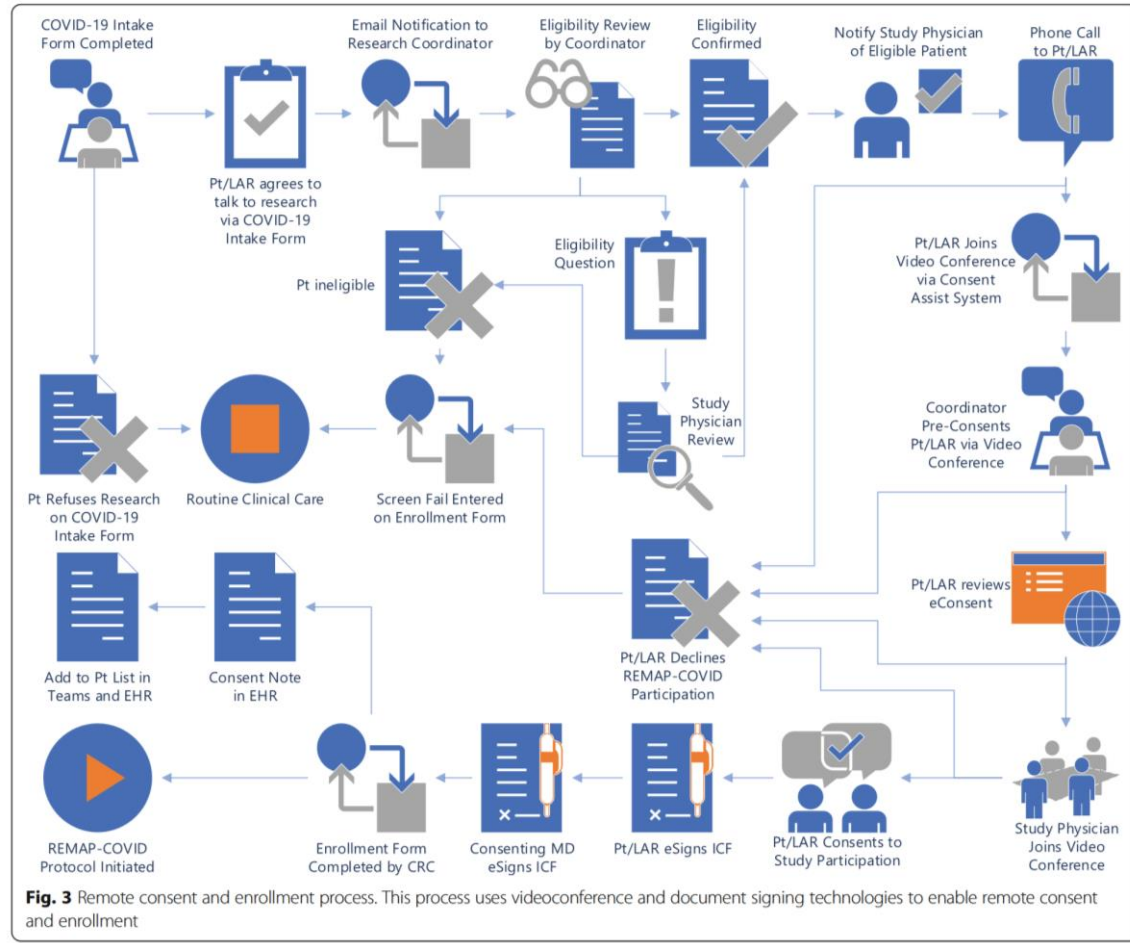 COVID-19 Intake
Form Completed
Email Notification to
Research Coordinator
Eligibility Review
by Coordinator
Eligibility
Confirmed
Notify Study Physician
of Eligible Patient
Phone Call
to Pt/LAR
Pt/LAR agrees to
talk to research
via COVID-19
Intake Form
Pt ineligible
Eligibility
Question
Pt/LAR Joins
Video Conference
via Consent
Assist System
Study
Physician
Review
Coordinator
Pre-Consents
Pt/LAR via Video
Conference
Pt Refuses Research
on COVID-19
Intake Form
Routine Clinical Care
Screen Fail Entered
on Enrollment Form
Pt/LAR reviews
eConsent
Add to Pt List in
Teams and EHR
Consent Note
in EHR
Pt/LAR Declines
REMAP-COVID
Participation
REMAP-COVID
Protocol Initiated
Enrollment Form
Completed by CRC
Consenting MD
eSigns ICF
Pt/LAR eSigns ICF
Pt/LAR Consents to
Study Participation
Study Physician
Joins Video
Conference
Fig. 3 Remote consent and enrollment process. This process uses videoconference and document signing technologies to enable remote consent
and enrollment